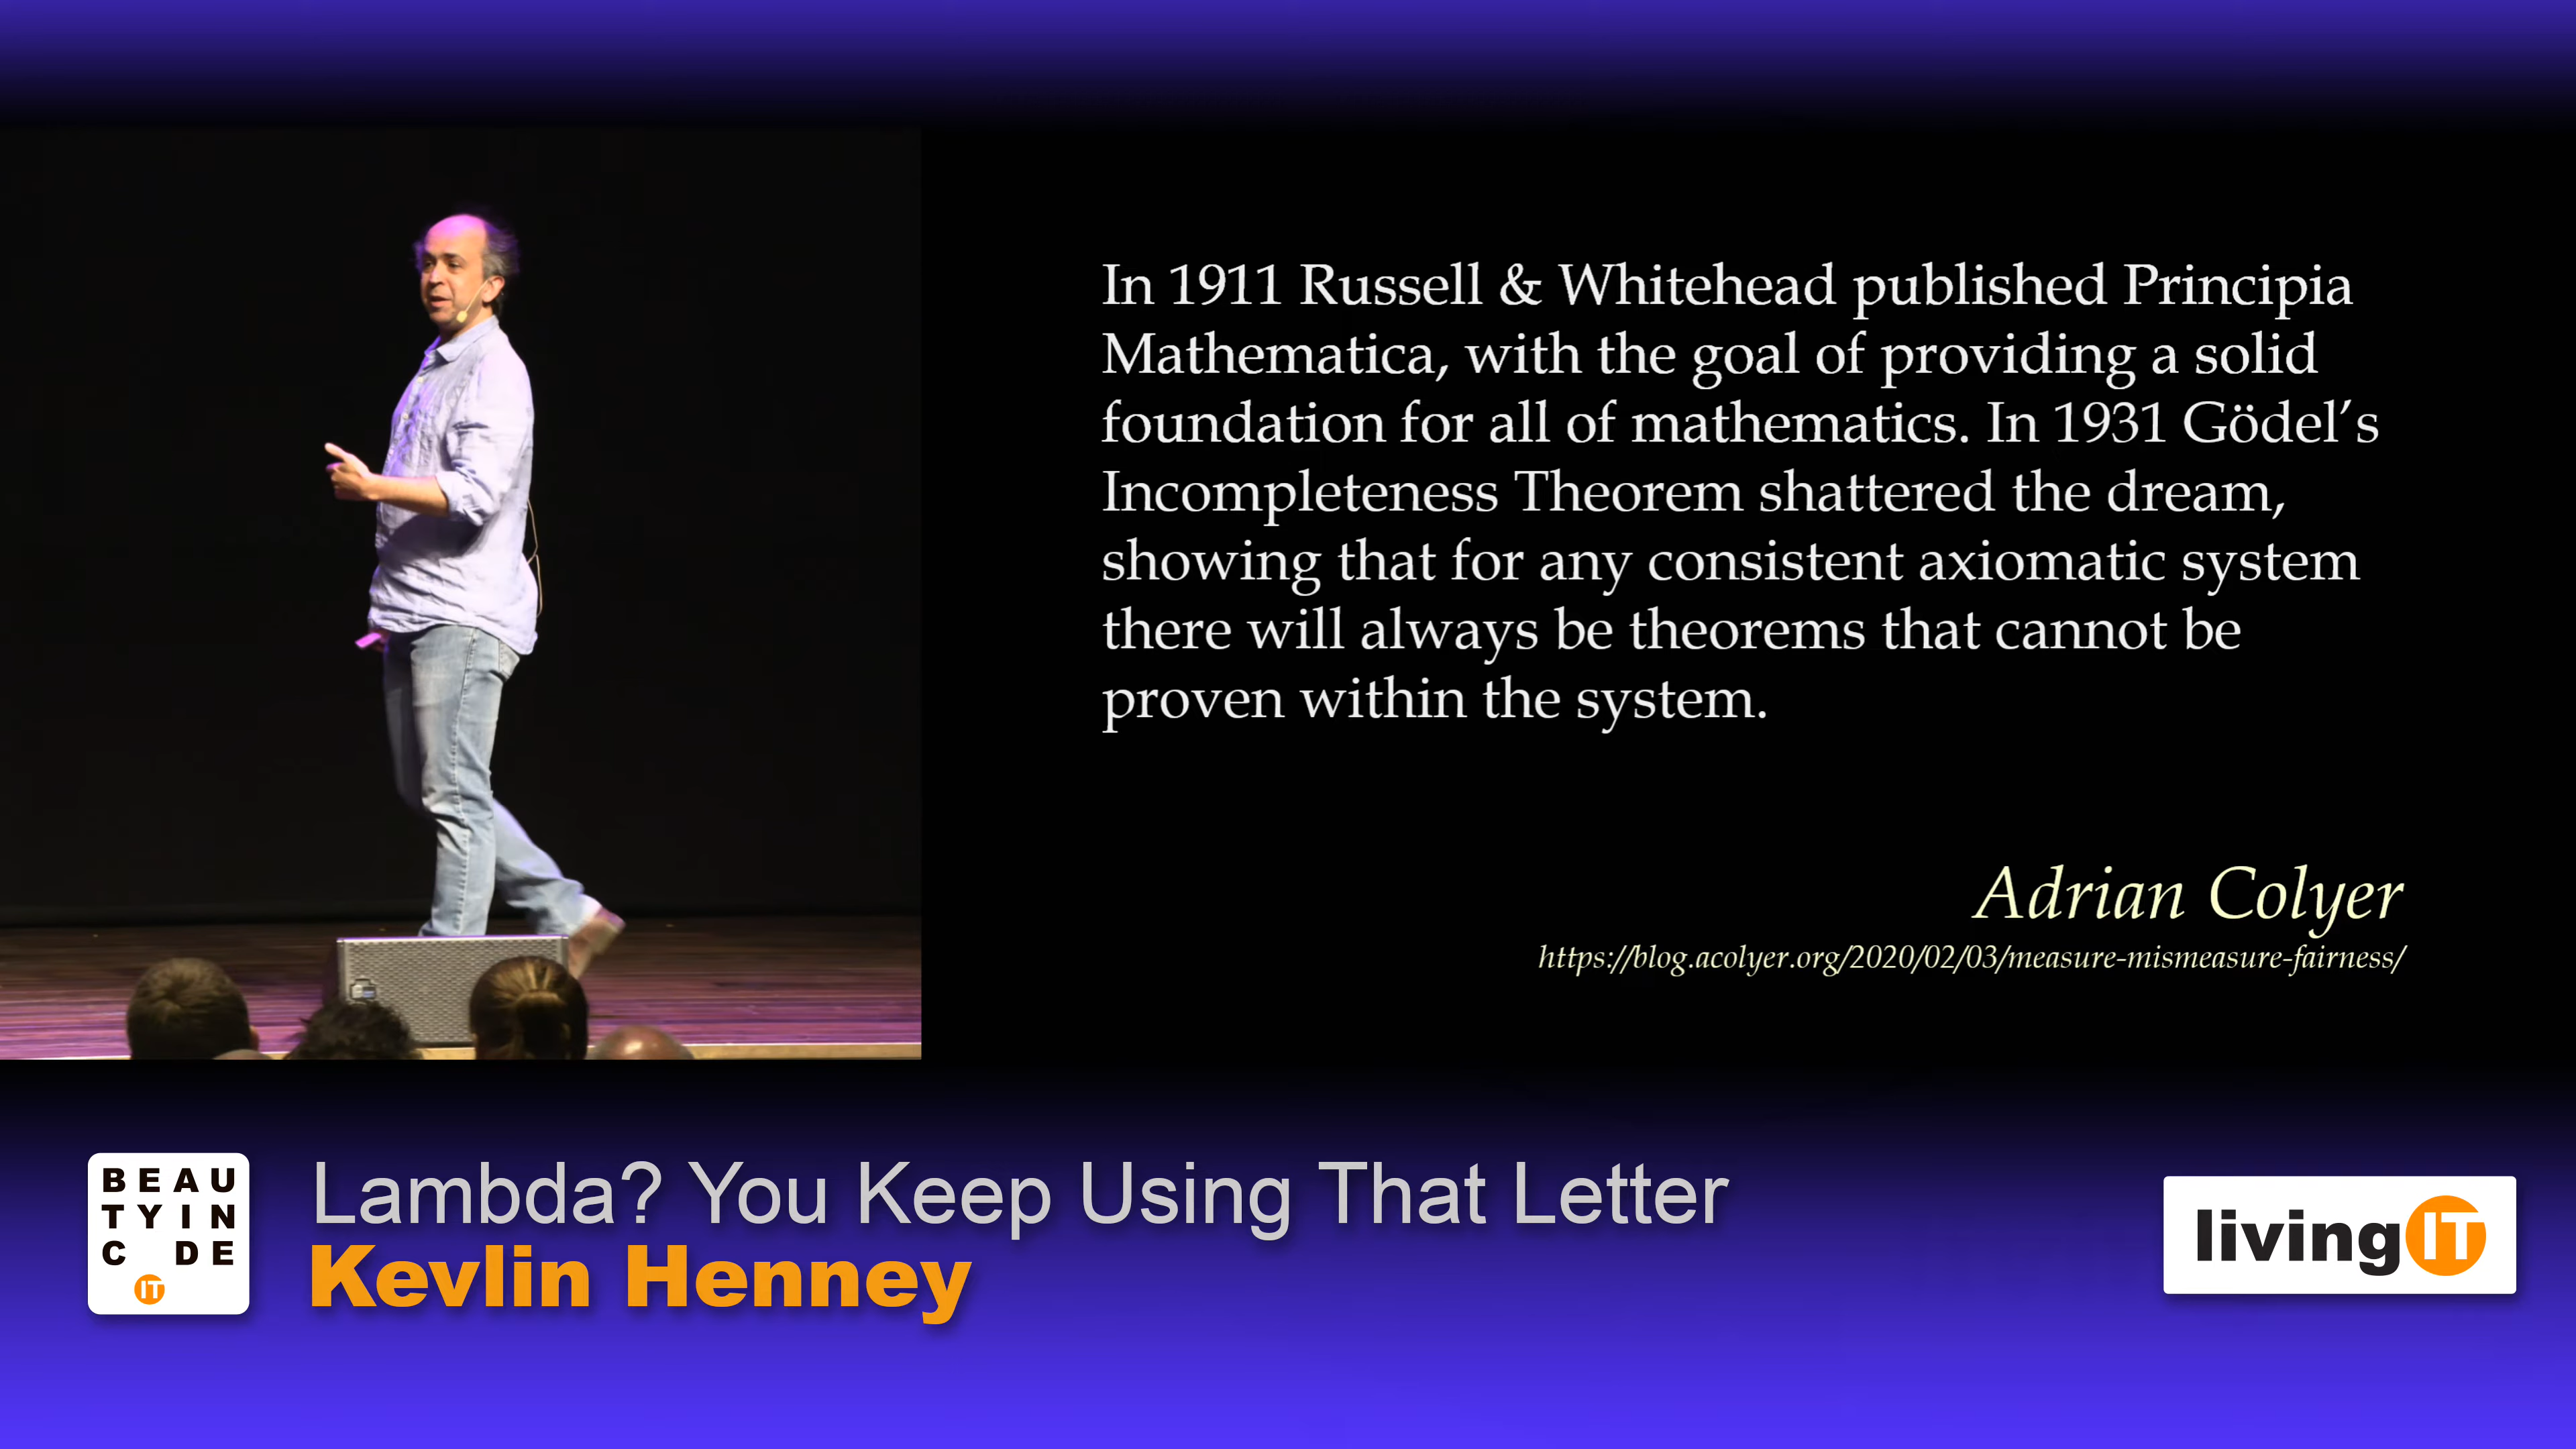 In 1911 Russell & Whitehead published Principia
Mathematica, with the goal of providing a solid
foundation for all of mathematics. In 1931 Gödel’s
Incompleteness Theorem shattered the dream,
showing that for any consistent axiomatic system
there will always be theorems that cannot be
proven within the system.
Adrian Colyer
https://blog.acolyer.org/2020/02/03/measure-mismeasure-fairness/
BEAU
TYIN
C DE
IT
Lambda? You Keep Using That Letter
Kevlin Henney
livingIT